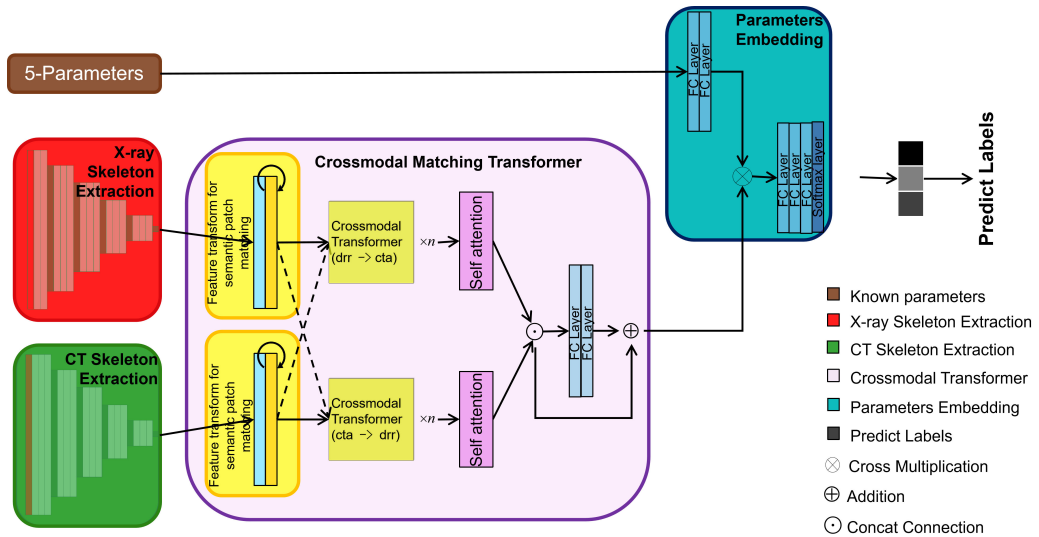 5-Parameters
Parameters
Embedding
FC Layer
FC Layer
FC Layer
FC Layer
FC Layer
Softmax layer
Predict Labels
X-ray
Skeleton
Extraction
CT Skeleton
Extraction
Crossmodal Matching Transformer
Feature transform for
semantic patch
matching
Crossmodal
Transformer
(drr -> cta)
×n
Self attention
Feature transform for
semantic patch
matching
Crossmodal
Transformer
(cta -> drr)
×n
Self attention
FC Layer
FC Layer
Known parameters
X-ray Skeleton Extraction
CT Skeleton Extraction
Crossmodal Transformer
Parameters Embedding
Predict Labels
Cross Multiplication
Addition
Concat Connection